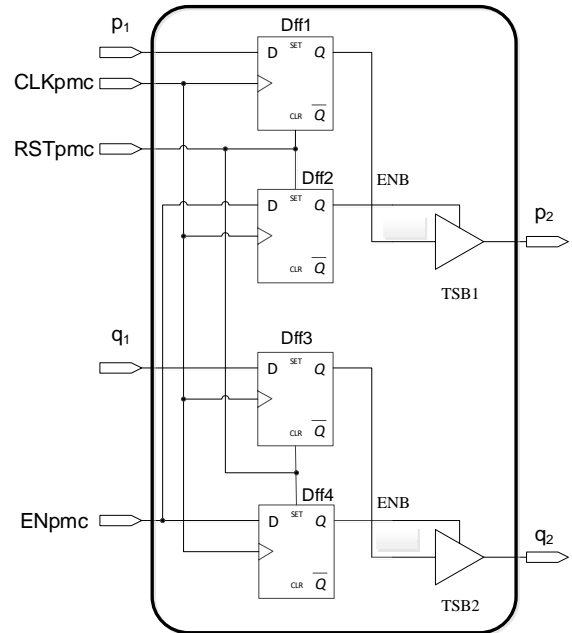 p₁
Dff1
D SET Q
CLKpmc
CLR Q
RSTpmc
Dff2
ENB
D SET Q
p₂
CLR Q
TSB1
Dff3
q₁
D SET Q
CLR Q
Dff4
ENB
ENpmc
D SET Q
q₂
CLR Q
TSB2